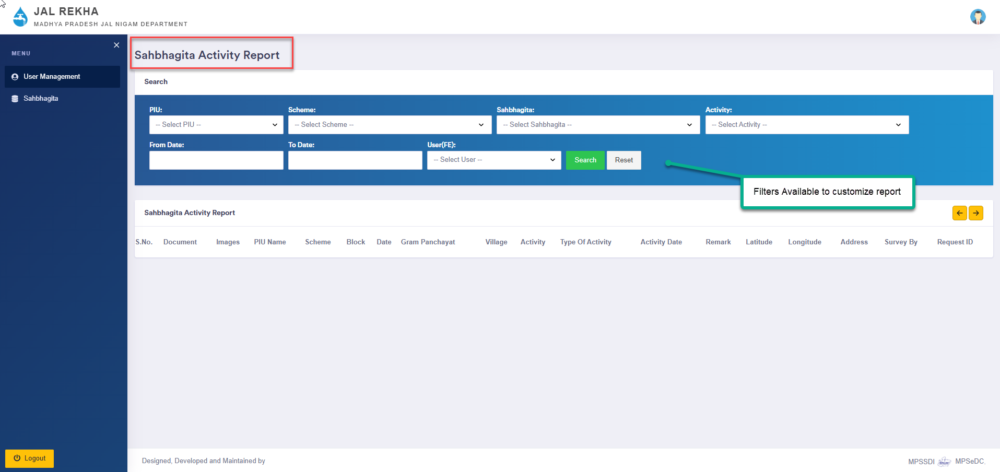 JAL REKHA
MADHYA PRADESH JAL NIGAM DEPARTMENT
MENU
User Management
Sahbhagita
Sahbhagita Activity Report
Search
PIU: Scheme: Sahbhagita: Activity:
-- Select PIU -- -- Select Scheme -- -- Select Sahbhagita -- -- Select Activity --
From Date: To Date: User(FE):
-- Select User -- Search Reset
Filters Available to customize report
Sahbhagita Activity Report
S.No. Document Images PIU Name Scheme Block Date Gram Panchayat Village Activity Type Of Activity Activity Date Remark Latitude Longitude Address Survey By Request ID
Logout
Designed, Developed and Maintained by
MPSSDI MPSeDC.